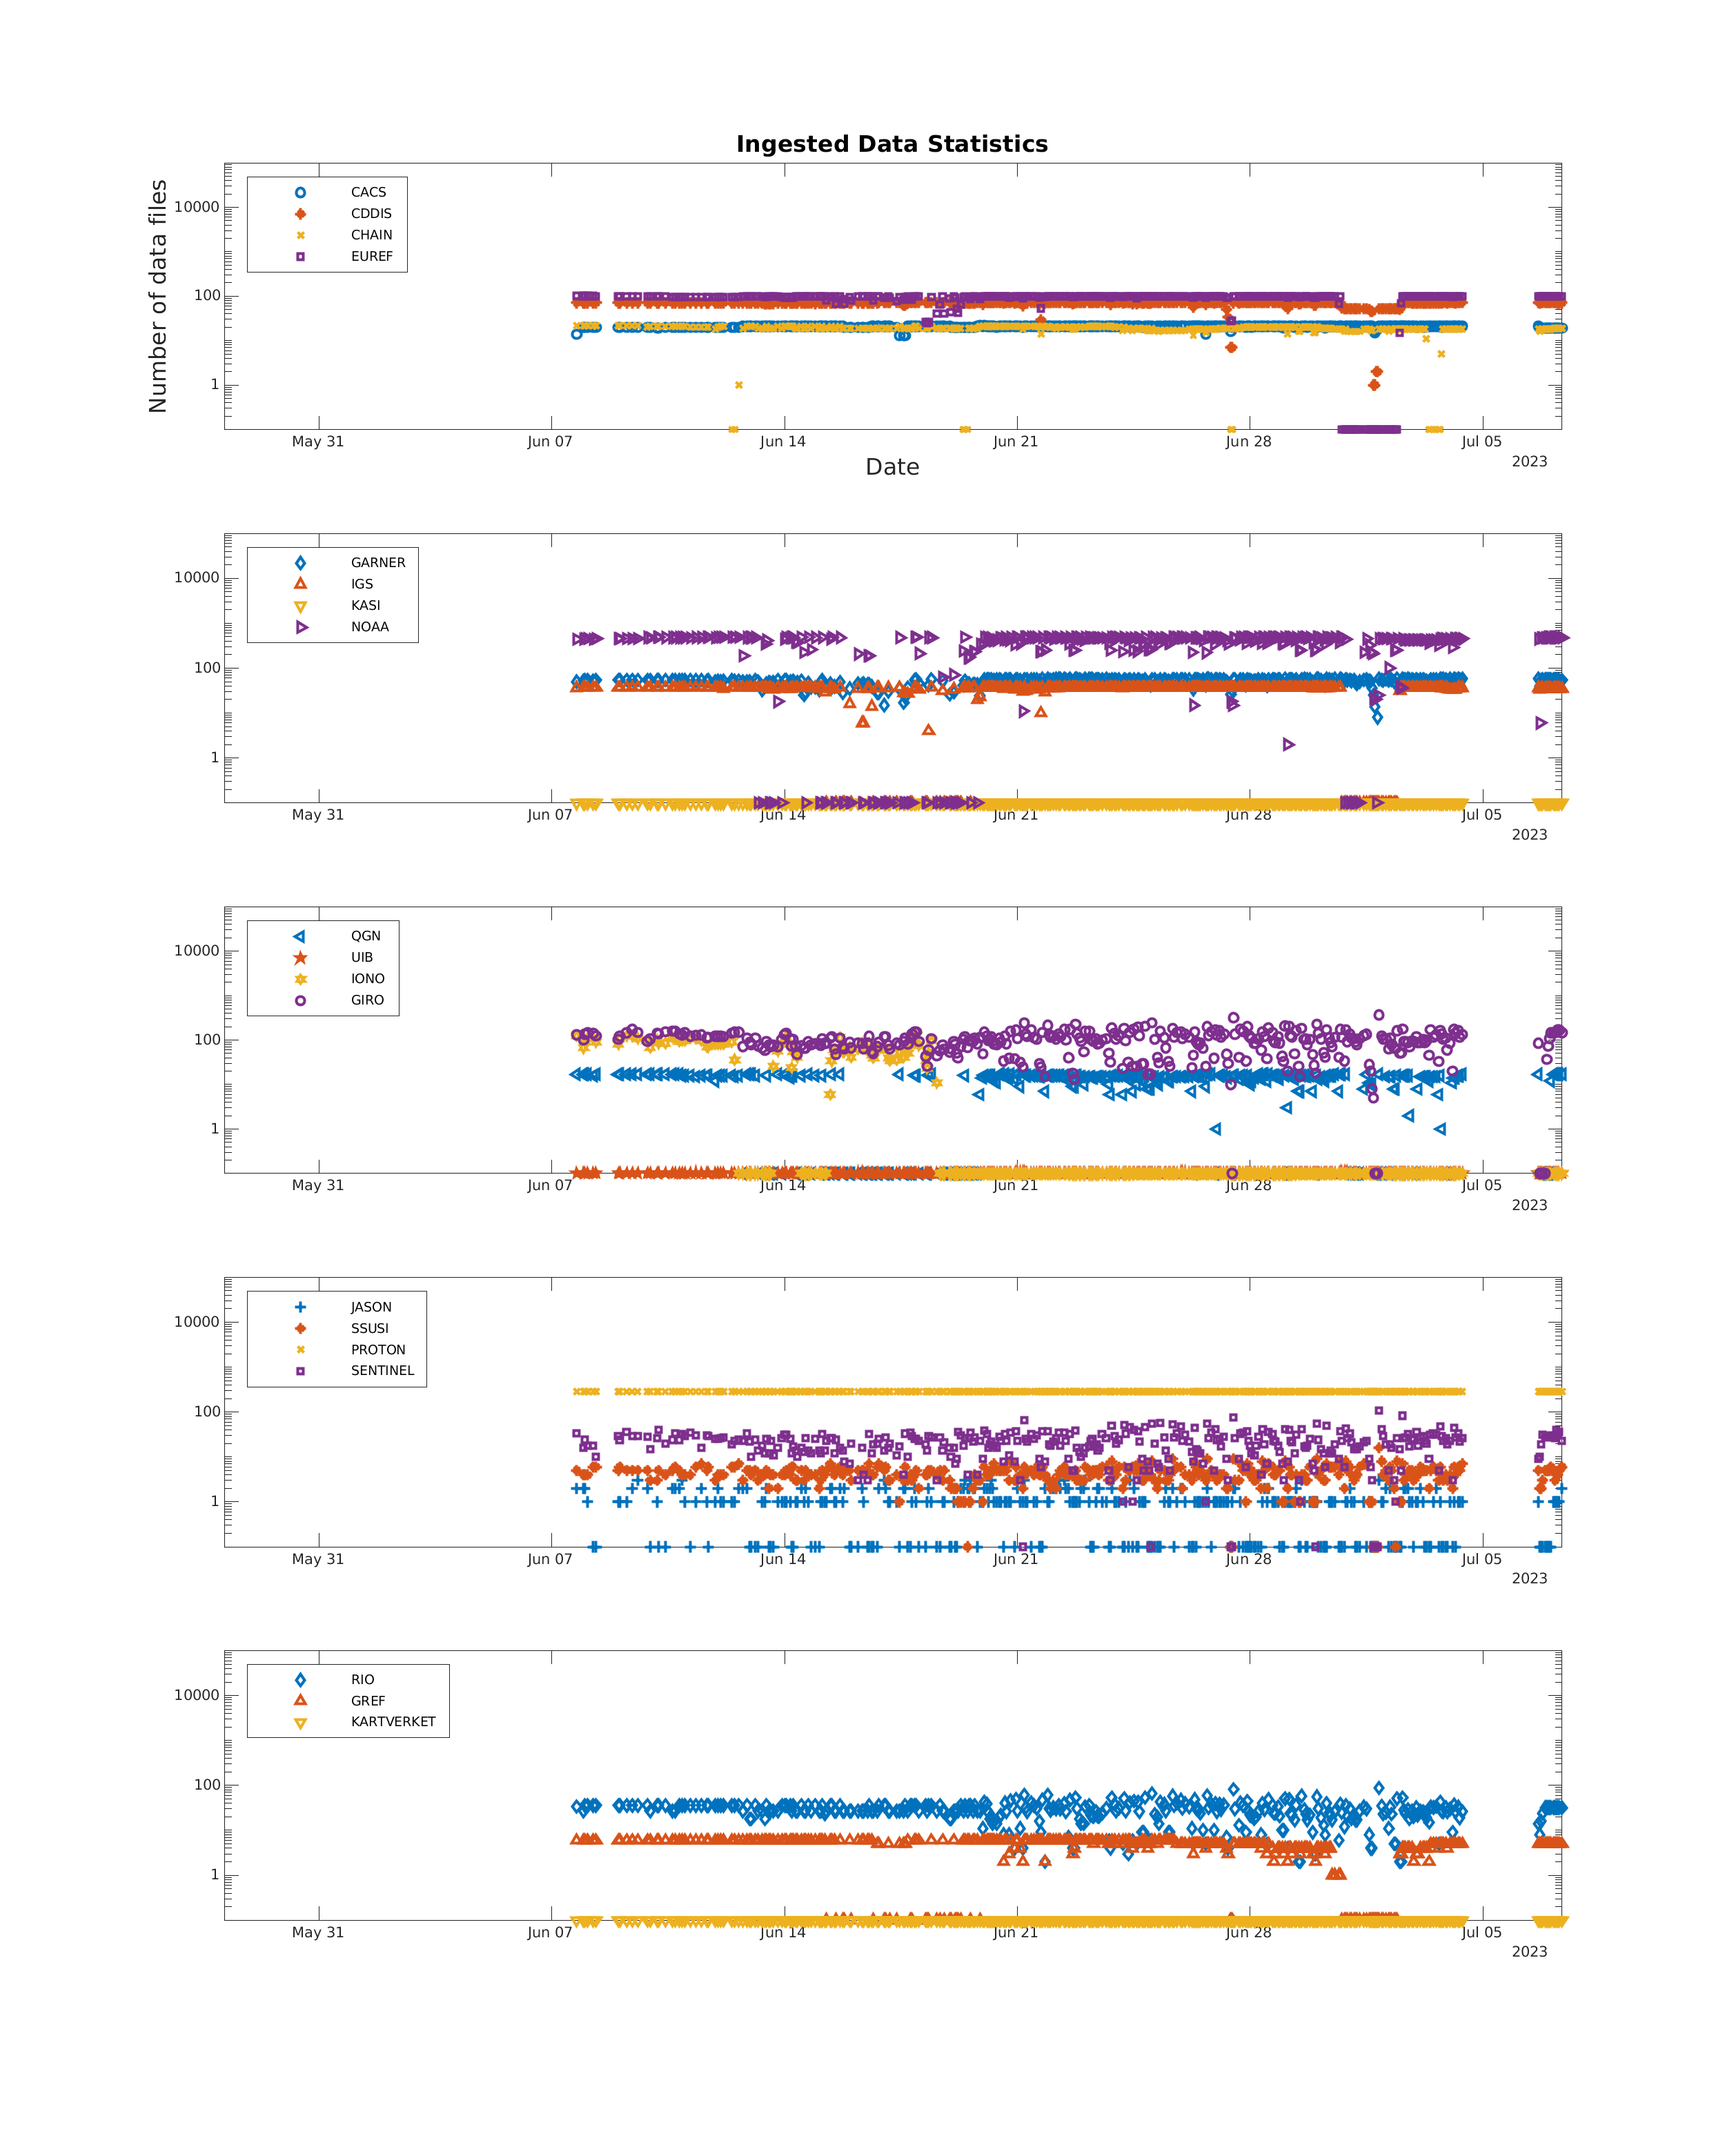 Ingested Data Statistics
Number of data files
CACS
CDDIS
CHAIN
EUREF
10000
100
1
May 31 Jun 07 Jun 14 Jun 21 Jun 28 Jul 05
2023
Date
GARNER
IGS
KASI
NOAA
10000
100
1
May 31 Jun 07 Jun 14 Jun 21 Jun 28 Jul 05
2023
QGN
UIB
IONO
GIRO
10000
100
1
May 31 Jun 07 Jun 14 Jun 21 Jun 28 Jul 05
2023
JASON
SSUSI
PROTON
SENTINEL
10000
100
1
May 31 Jun 07 Jun 14 Jun 21 Jun 28 Jul 05
2023
RIO
GREF
KARTVERKET
10000
100
1
May 31 Jun 07 Jun 14 Jun 21 Jun 28 Jul 05
2023